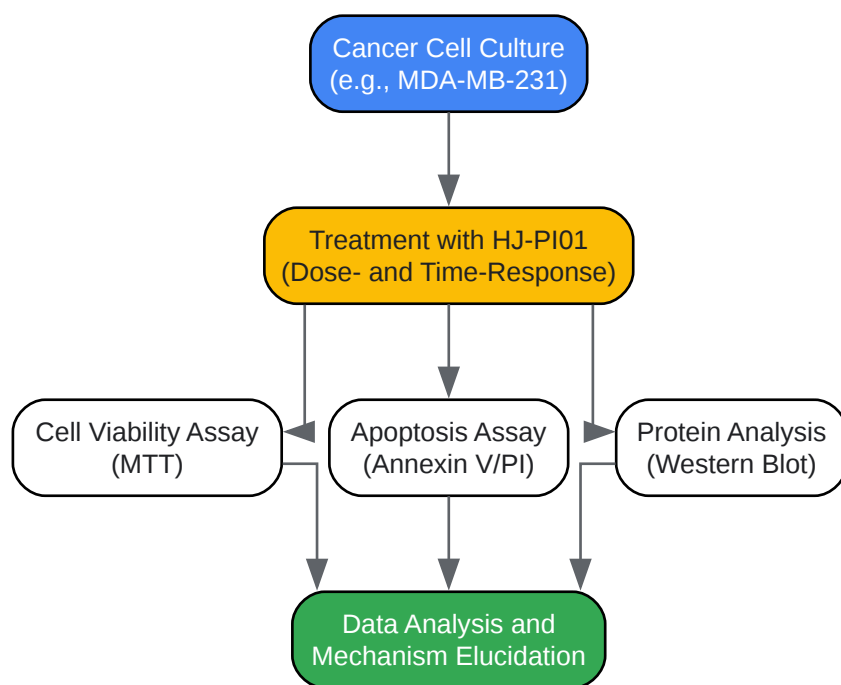 Cancer Cell Culture
(e.g., MDA-MB-231)
Treatment with HJ-PI01
(Dose- and Time-Response)
Cell Viability Assay
(MTT)
Apoptosis Assay
(Annexin V/PI)
Protein Analysis
(Western Blot)
Data Analysis and
Mechanism Elucidation